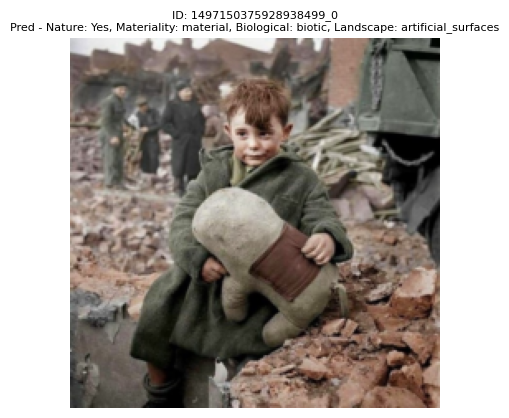 ID: 1497150375928938499_0
Pred - Nature: Yes, Materiality: material, Biological: biotic, Landscape: artificial_surfaces